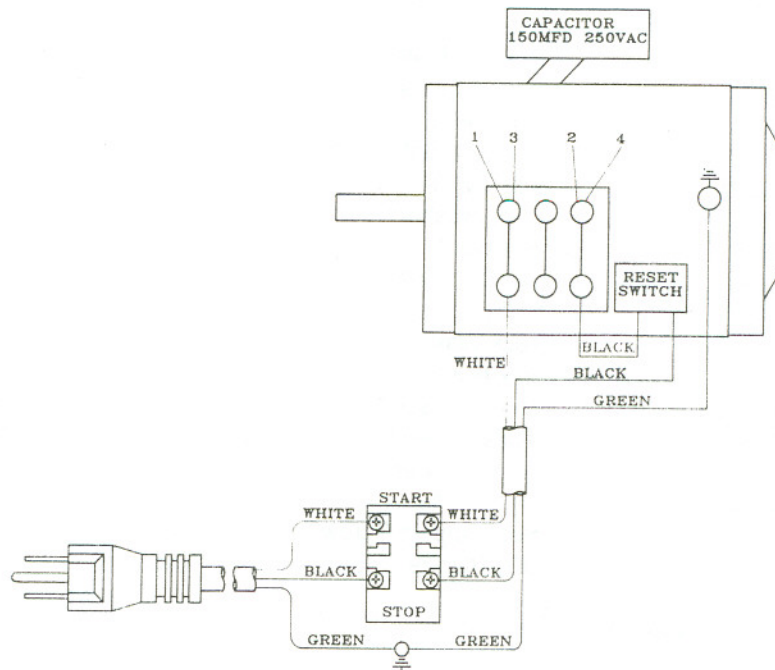 CAPACITOR
150MFD 250VAC
1 3 2 4
RESET
SWITCH
BLACK
WHITE
BLACK
GREEN
START
WHITE WHITE
BLACK BLACK
STOP
GREEN GREEN